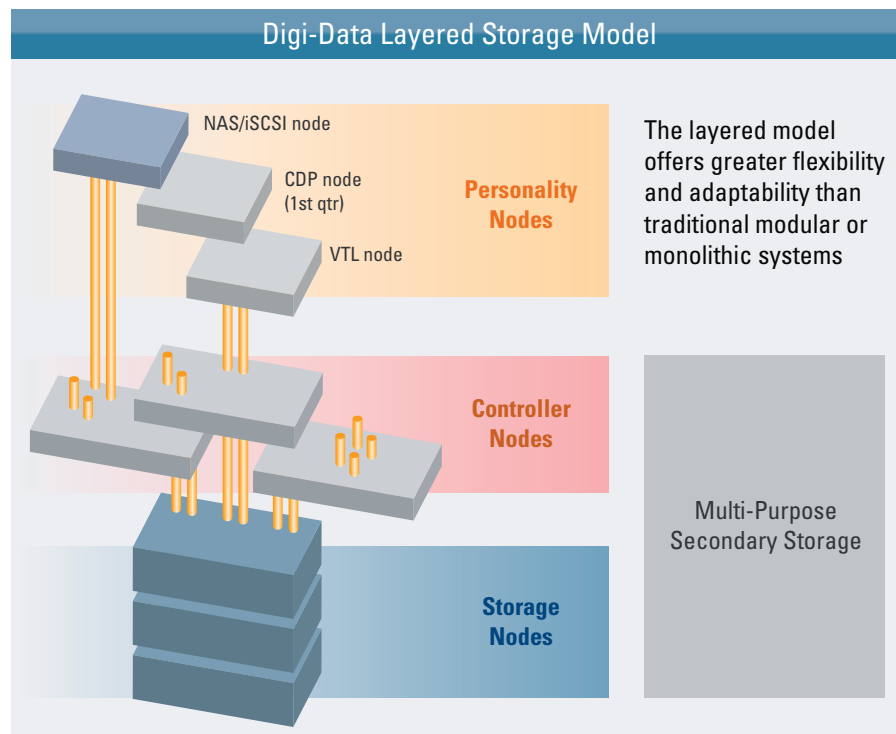 Digi-Data Layered Storage Model
NAS/iSCSI node
CDP node
(1st qtr)
VTL node
Personality
Nodes
The layered model
offers greater flexibility
and adaptability than
traditional modular or
monolithic systems
Controller
Nodes
Multi-Purpose
Secondary Storage
Storage
Nodes